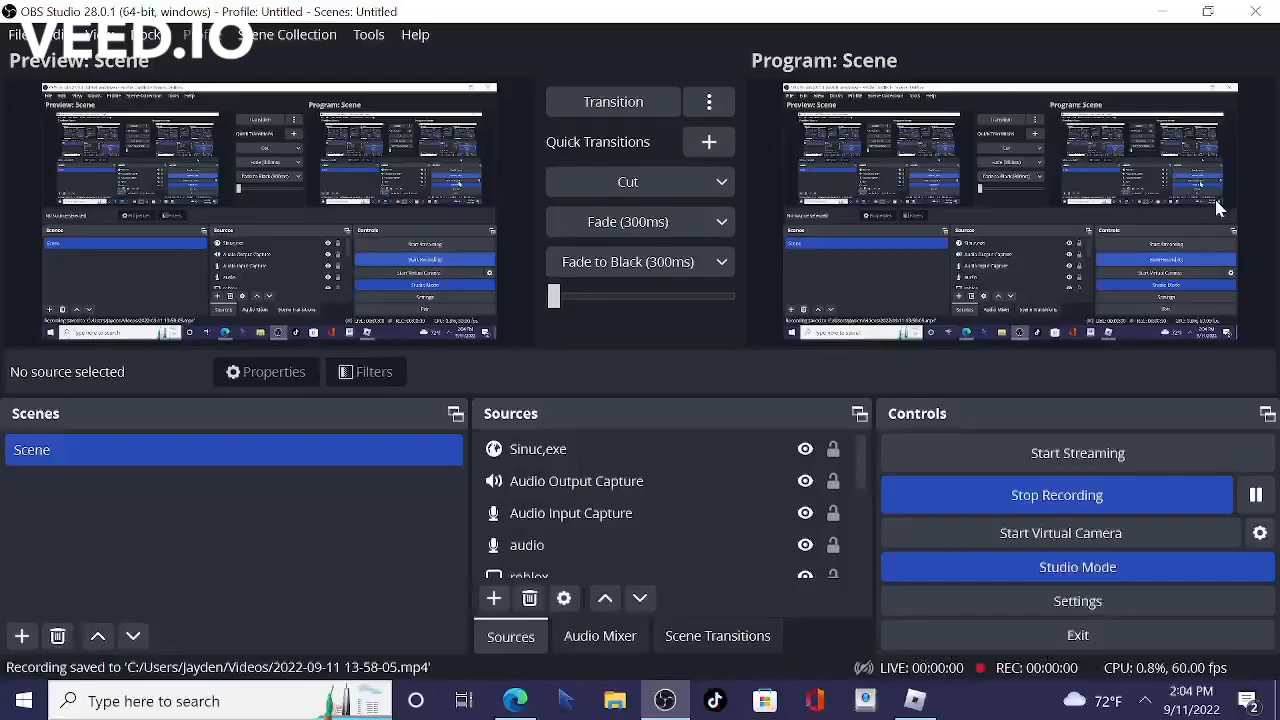 OBS Studio 28.0.1 (64-bit, windows) - Profile: Untitled - Scenes: Untitled
VEED.IO
Scene Collection Tools Help
Preview: Scene
Program: Scene
Transition
Quick Transitions
Cut
Fade (300ms)
Fade to Black (300ms)
No source selected
Properties
Filters
Scenes
Scene
Sources
Sinuc,exe
Audio Output Capture
Audio Input Capture
audio
roblox
Sources
Audio Mixer
Scene Transitions
Controls
Start Streaming
Stop Recording
Start Virtual Camera
Studio Mode
Settings
Exit
Recording saved to 'C:/Users/jayden/Videos/2022-09-11 13-58-05.mp4'
LIVE: 00:00:00 REC: 00:00:00 CPU: 0.8%, 60.00 fps
Type here to search
72°F
2:04 PM
9/11/2022
2